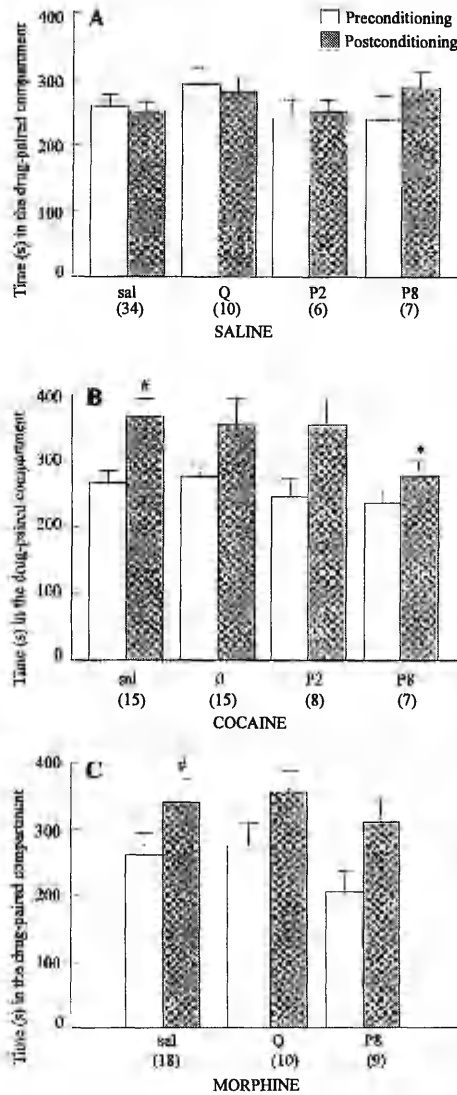 A
Preconditioning
Postconditioning
Time (s) in the drug-paired compartment
400
300
200
100
0
sal Q P2 P8
(34) (10) (6) (7)
SALINE
B
#
*
Time (s) in the drug-paired compartment
400
300
200
100
0
sal P2 P8
(15) (15) (8) (7)
COCAINE
C
#
Time (s) in the drug-paired compartment
400
300
200
100
0
sal Q P8
(18) (10) (9)
MORPHINE